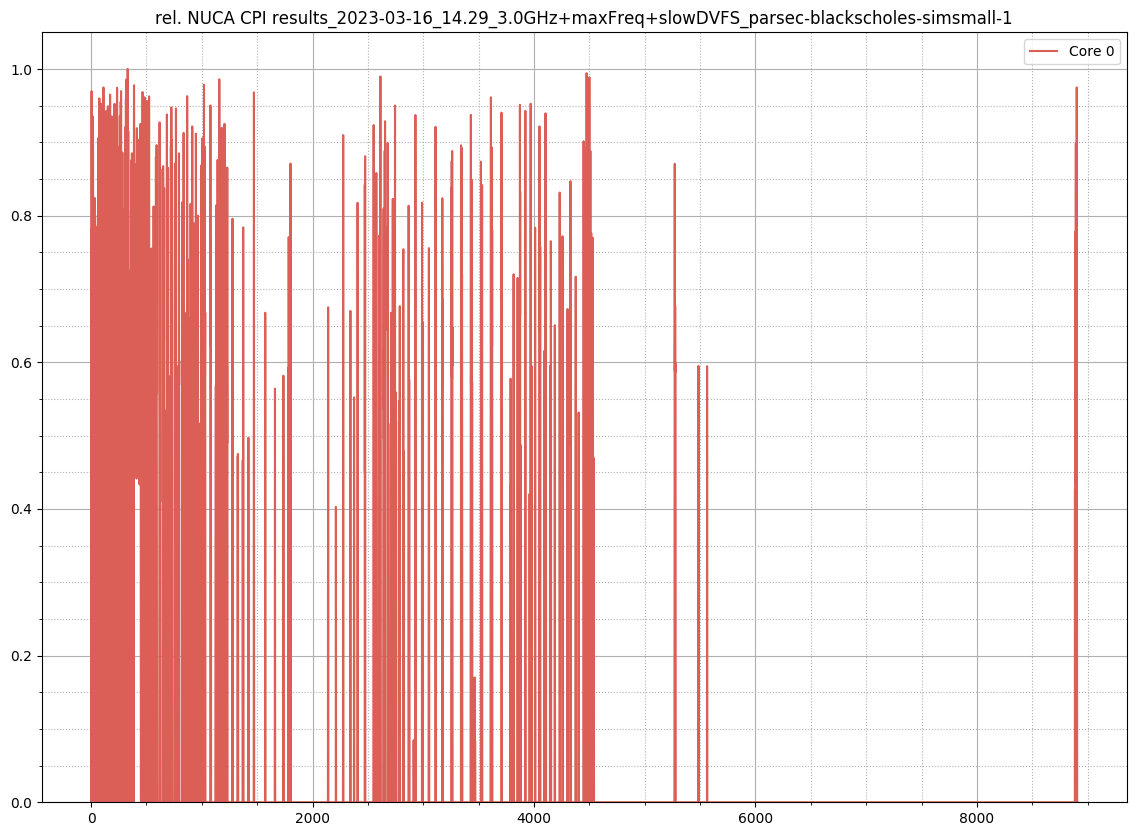 rel. NUCA CPI results_2023-03-16_14.29_3.0GHz+maxFreq+slowDVFS_parsec-blackscholes-simsmall-1
Core 0
1.0
0.8
0.6
0.4
0.2
0.0
0 2000 4000 6000 8000